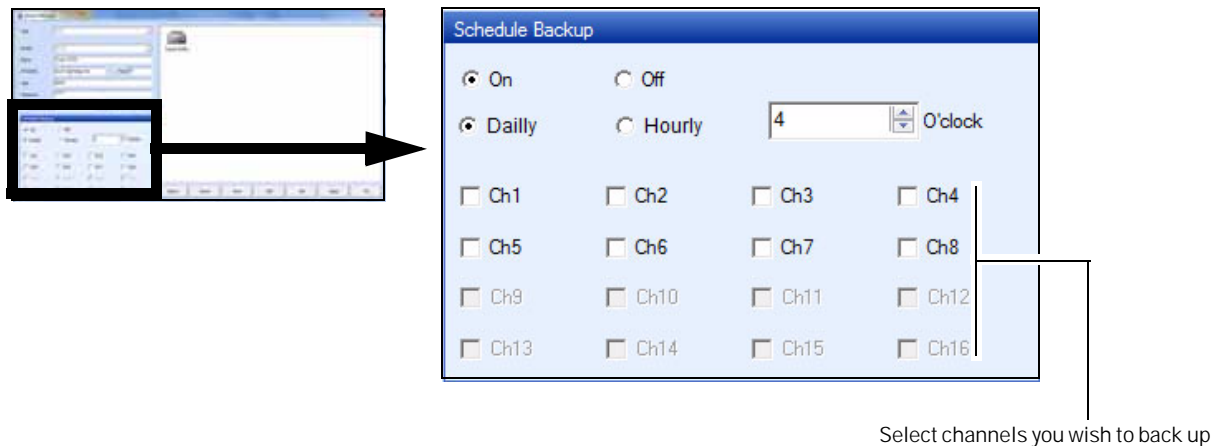 Schedule Backup
On Off
Dailly Hourly 4 O'clock
Ch1 Ch2 Ch3 Ch4
Ch5 Ch6 Ch7 Ch8
Ch9 Ch10 Ch11 Ch12
Ch13 Ch14 Ch15 Ch16
Select channels you wish to back up